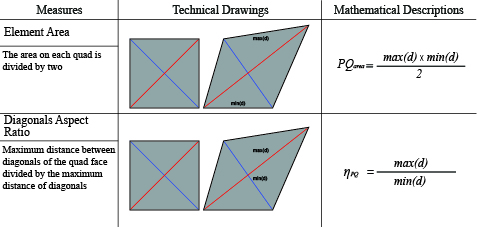 Measures Technical Drawings Mathematical Descriptions
Element Area
The area on each quad is
divided by two
max(d)
min(d)
PQarea = max(d) x min(d)
2
Diagonals Aspect
Ratio
Maximum distance between
diagonals of the quad face
divided by the maximum
distance of diagonals
max(d)
min(d)
ηPQ = max(d)
min(d)